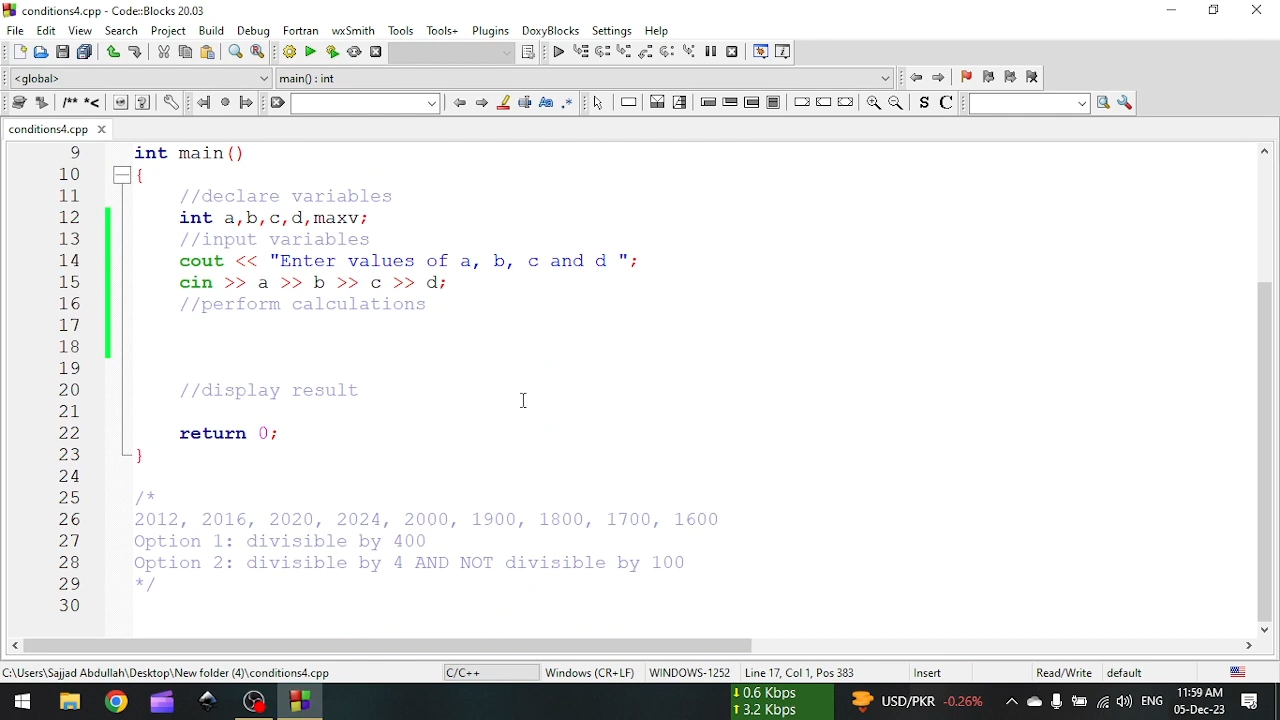 conditions4.cpp - Code::Blocks 20.03
File Edit View Search Project Build Debug Fortran wxSmith Tools Tools+ Plugins DoxyBlocks Settings Help
<global> main() : int
/** *< S C
conditions4.cpp
9 int main()
10 {
11 //declare variables
12 int a,b,c,d,maxv;
13 //input variables
14 cout << "Enter values of a, b, c and d ";
15 cin >> a >> b >> c >> d;
16 //perform calculations
17
18
19
20 //display result
21
22 return 0;
23 }
24
25 /*
26 2012, 2016, 2020, 2024, 2000, 1900, 1800, 1700, 1600
27 Option 1: divisible by 400
28 Option 2: divisible by 4 AND NOT divisible by 100
29 */
30
C:\Users\Sajjad Abdullah\Desktop\New folder (4)\conditions4.cpp C/C++ Windows (CR+LF) WINDOWS-1252 Line 17, Col 1, Pos 383 Insert Read/Write default
↓ 0.6 Kbps
↑ 3.2 Kbps
USD/PKR -0.26%
ENG
11:59 AM
05-Dec-23